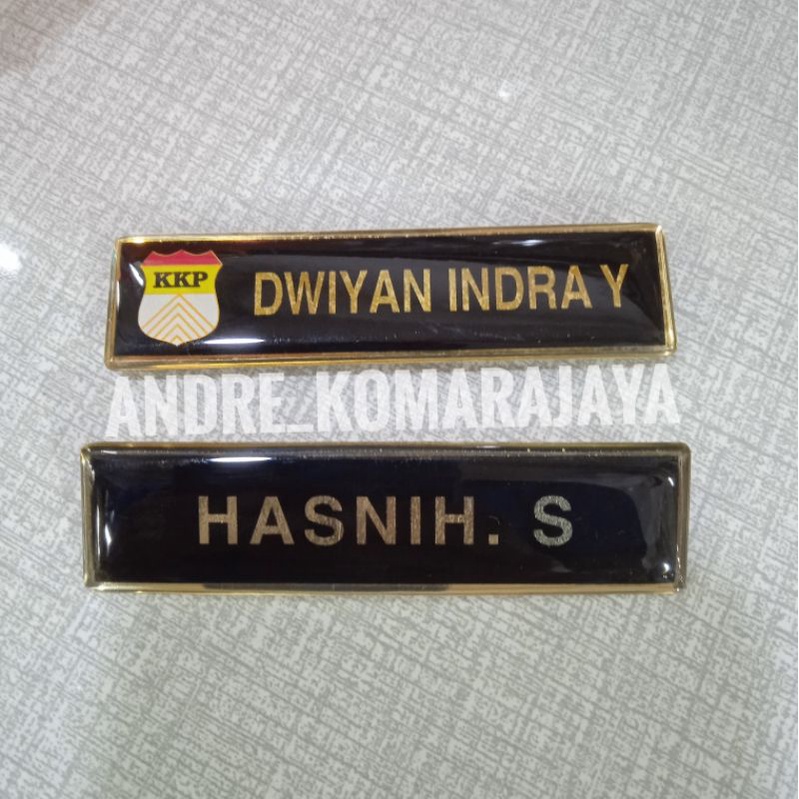 KKP
DWIYAN INDRA Y
ANDRE_KOMARAJAYA
HASNIH. S